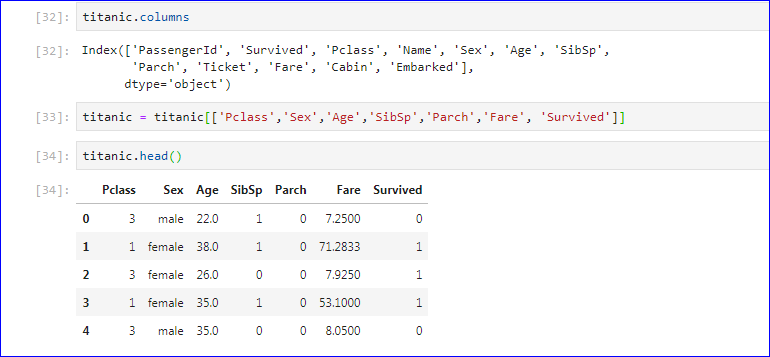 [32]: titanic.columns
[32]: Index(['PassengerId', 'Survived', 'Pclass', 'Name', 'Sex', 'Age', 'SibSp',
'Parch', 'Ticket', 'Fare', 'Cabin', 'Embarked'],
dtype='object')
[33]: titanic = titanic[['Pclass','Sex','Age','SibSp','Parch','Fare', 'Survived']]
[34]: titanic.head()
[34]: Pclass Sex Age SibSp Parch Fare Survived
0 3 male 22.0 1 0 7.2500 0
1 1 female 38.0 1 0 71.2833 1
2 3 female 26.0 0 0 7.9250 1
3 1 female 35.0 1 0 53.1000 1
4 3 male 35.0 0 0 8.0500 0